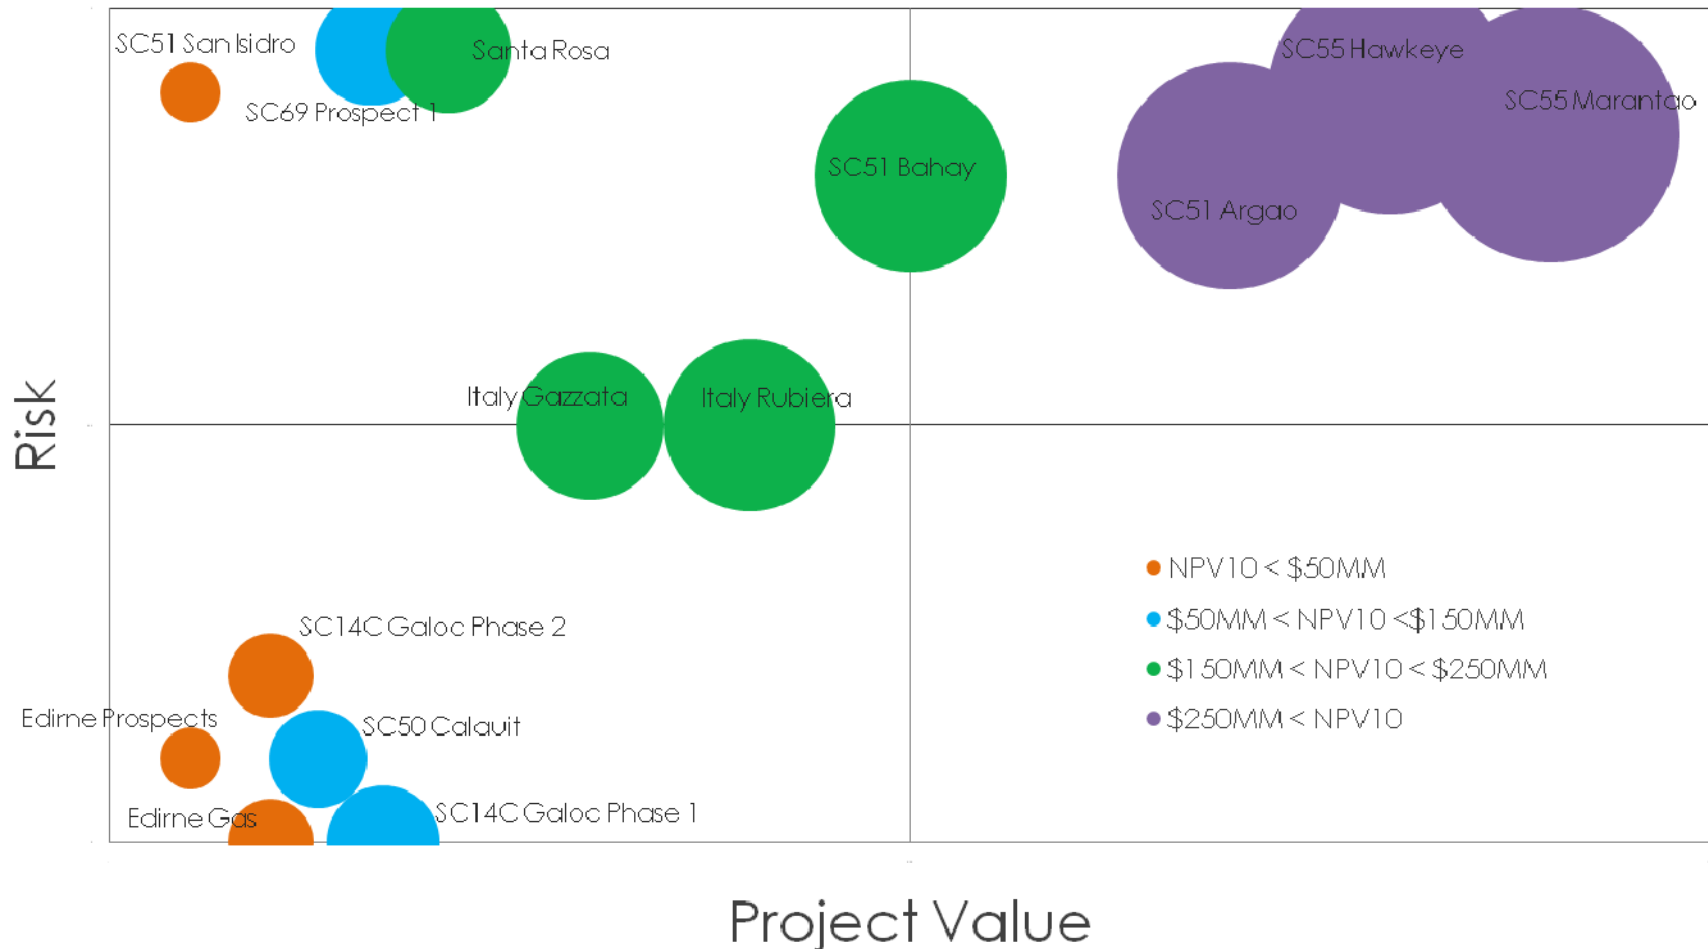 SC51 San Isidro
Santa Rosa
SC55 Hawkeye
SC55 Marantao
SC69 Prospect 1
SC51 Bahay
SC51 Argao
Italy Gazzata
Italy Rubiera
Risk
NPV10 < $50MM
$50MM < NPV10 <$150MM
$150MM < NPV10 < $250MM
$250MM < NPV10
SC14C Galoc Phase 2
Edirne Prospects
SC50 Calauit
Edirne Gas
SC14C Galoc Phase 1
Project Value